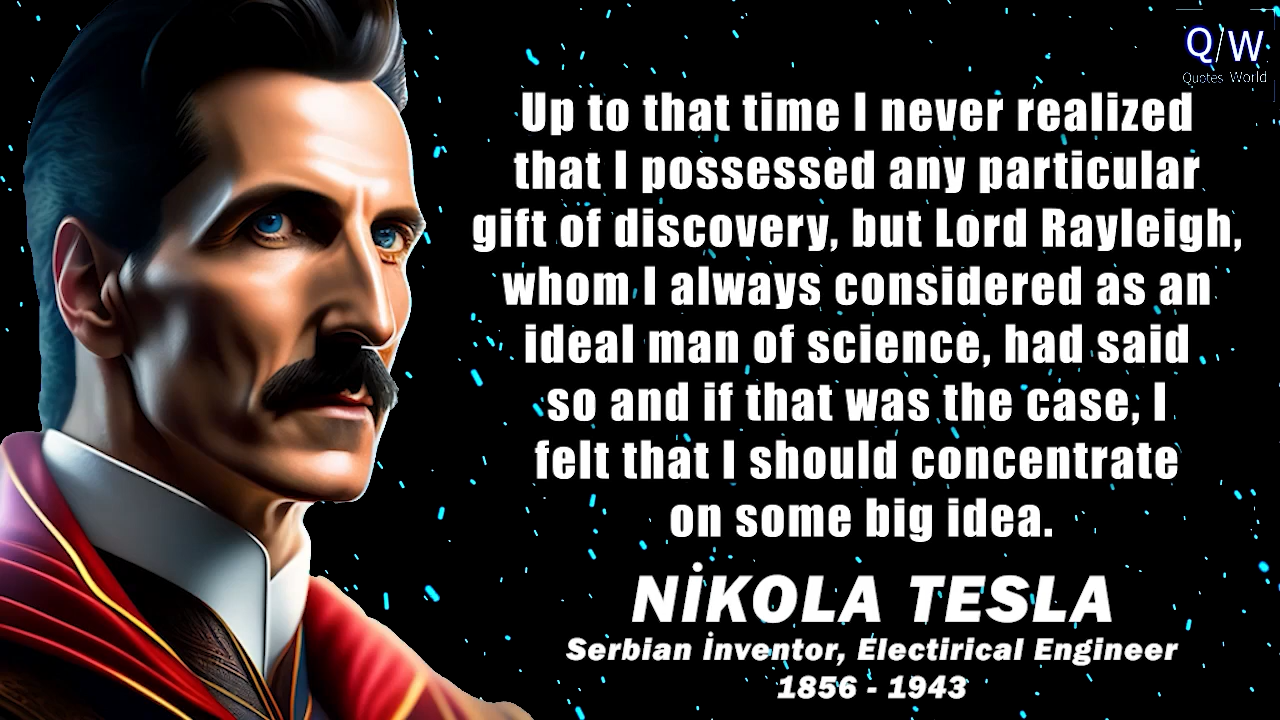 Q/W
Quotes World
Up to that time I never realized
that I possessed any particular
gift of discovery, but Lord Rayleigh,
whom I always considered as an
ideal man of science, had said
so and if that was the case, I
felt that I should concentrate
on some big idea.
NİKOLA TESLA
Serbian İnventor, Electirical Engineer
1856 - 1943